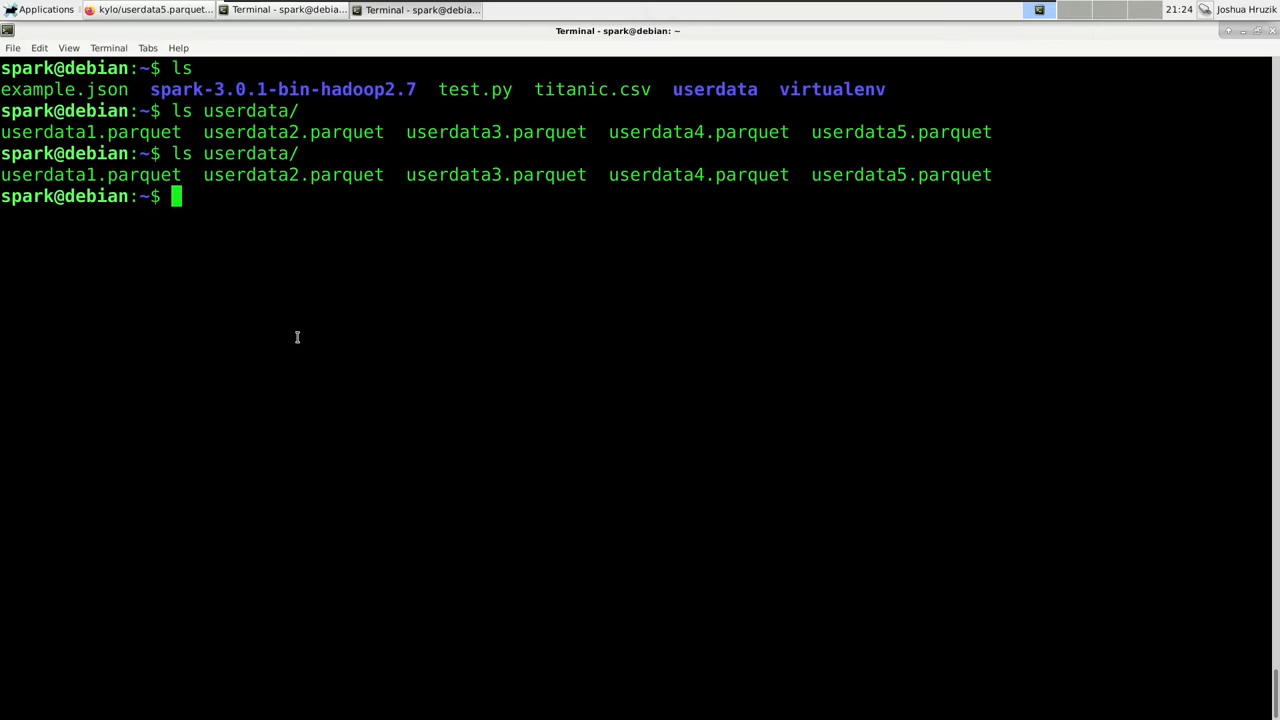 Applications kylo/userdata5.parquet... Terminal - spark@debia... Terminal - spark@debia... 21:24 Joshua Hruzik
Terminal - spark@debian: ~
File Edit View Terminal Tabs Help
spark@debian:~$ ls
example.json spark-3.0.1-bin-hadoop2.7 test.py titanic.csv userdata virtualenv
spark@debian:~$ ls userdata/
userdata1.parquet userdata2.parquet userdata3.parquet userdata4.parquet userdata5.parquet
spark@debian:~$ ls userdata/
userdata1.parquet userdata2.parquet userdata3.parquet userdata4.parquet userdata5.parquet
spark@debian:~$